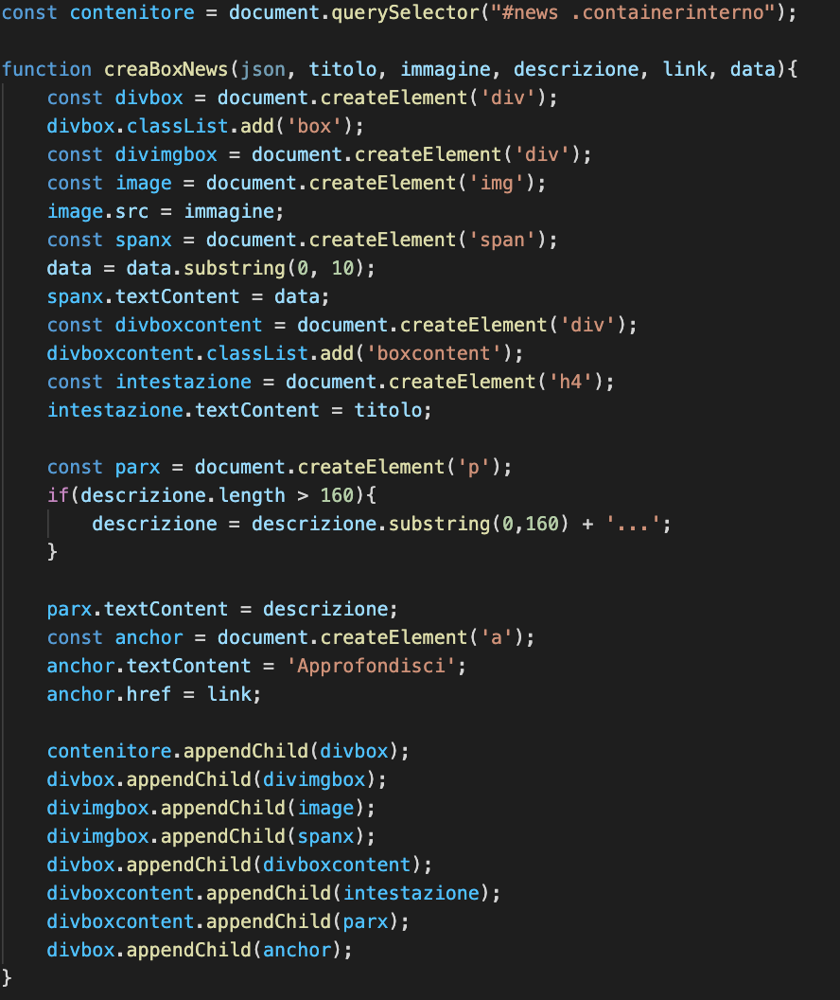 const contenitore = document.querySelector("#news .containerinterno");

function creaBoxNews(json, titolo, immagine, descrizione, link, data){
    const divbox = document.createElement('div');
    divbox.classList.add('box');
    const divimgbox = document.createElement('div');
    const image = document.createElement('img');
    image.src = immagine;
    const spanx = document.createElement('span');
    data = data.substring(0, 10);
    spanx.textContent = data;
    const divboxcontent = document.createElement('div');
    divboxcontent.classList.add('boxcontent');
    const intestazione = document.createElement('h4');
    intestazione.textContent = titolo;

    const parx = document.createElement('p');
    if(descrizione.length > 160){
        descrizione = descrizione.substring(0,160) + '...';
    }

    parx.textContent = descrizione;
    const anchor = document.createElement('a');
    anchor.textContent = 'Approfondisci';
    anchor.href = link;

    contenitore.appendChild(divbox);
    divbox.appendChild(divimgbox);
    divimgbox.appendChild(image);
    divimgbox.appendChild(spanx);
    divbox.appendChild(divboxcontent);
    divboxcontent.appendChild(intestazione);
    divboxcontent.appendChild(parx);
    divbox.appendChild(anchor);
}